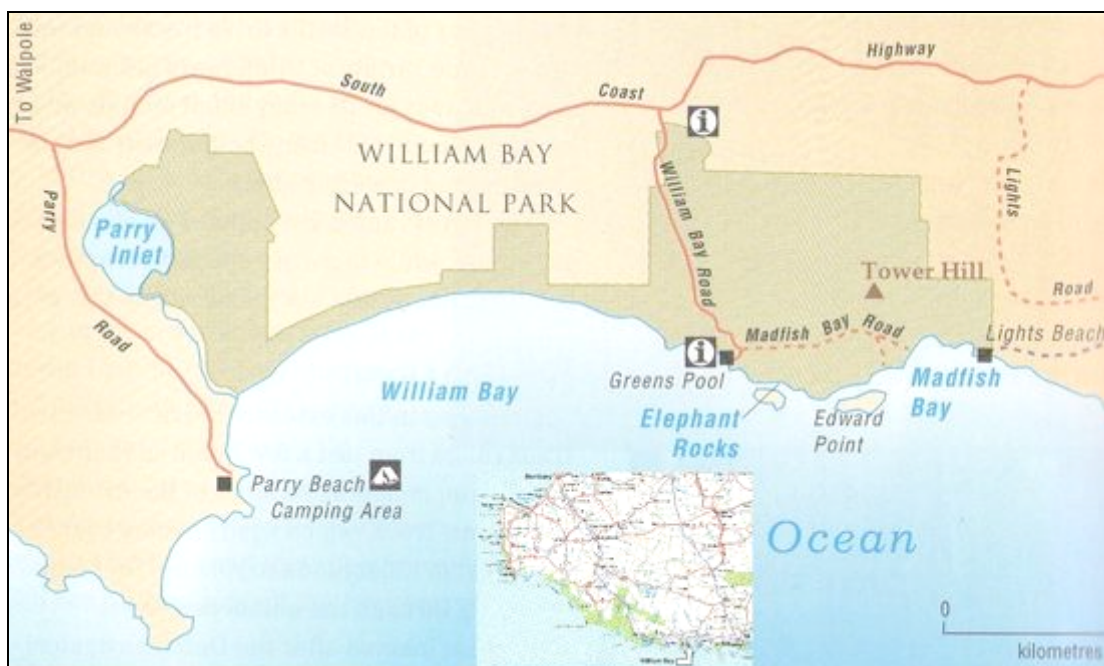 To Walpole
South
Coast
Highway
WILLIAM BAY
NATIONAL PARK
Parry
Road
Parry
Inlet
William Bay Road
Lights
Road
Tower Hill
Madfish Bay Road
Lights Beach
Greens Pool
William Bay
Elephant
Rocks
Edward
Point
Madfish
Bay
Parry Beach
Camping Area
Ocean
0
kilometres
William Bay